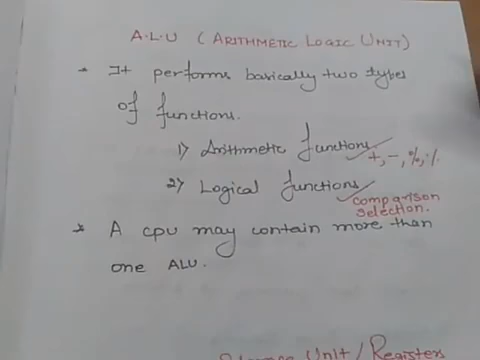 A.L.U (ARITHMETIC LOGIC UNIT)
* It performs basically two types
of functions.
1) Arithmetic functions
+, -, %, ÷
2) Logical functions
comparison
selection.
* A CPU may contain more than
one ALU.
Unit/Registers